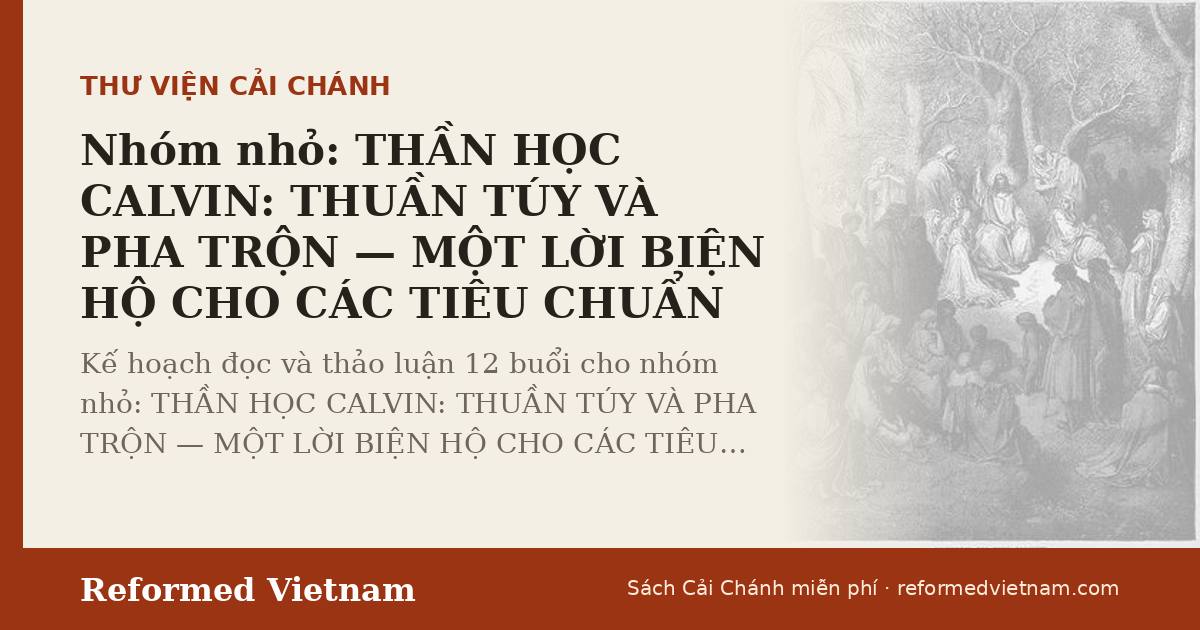 THƯ VIỆN CẢI CHÁNH
Nhóm nhỏ: THẦN HỌC
CALVIN: THUẦN TÚY VÀ
PHA TRỘN — MỘT LỜI BIỆN
HỘ CHO CÁC TIÊU CHUẨN
Kế hoạch đọc và thảo luận 12 buổi cho nhóm
nhỏ: THẦN HỌC CALVIN: THUẦN TÚY VÀ PHA
TRỘN — MỘT LỜI BIỆN HỘ CHO CÁC TIÊU…
Reformed Vietnam
Sách Cải Chánh miễn phí · reformedvietnam.com